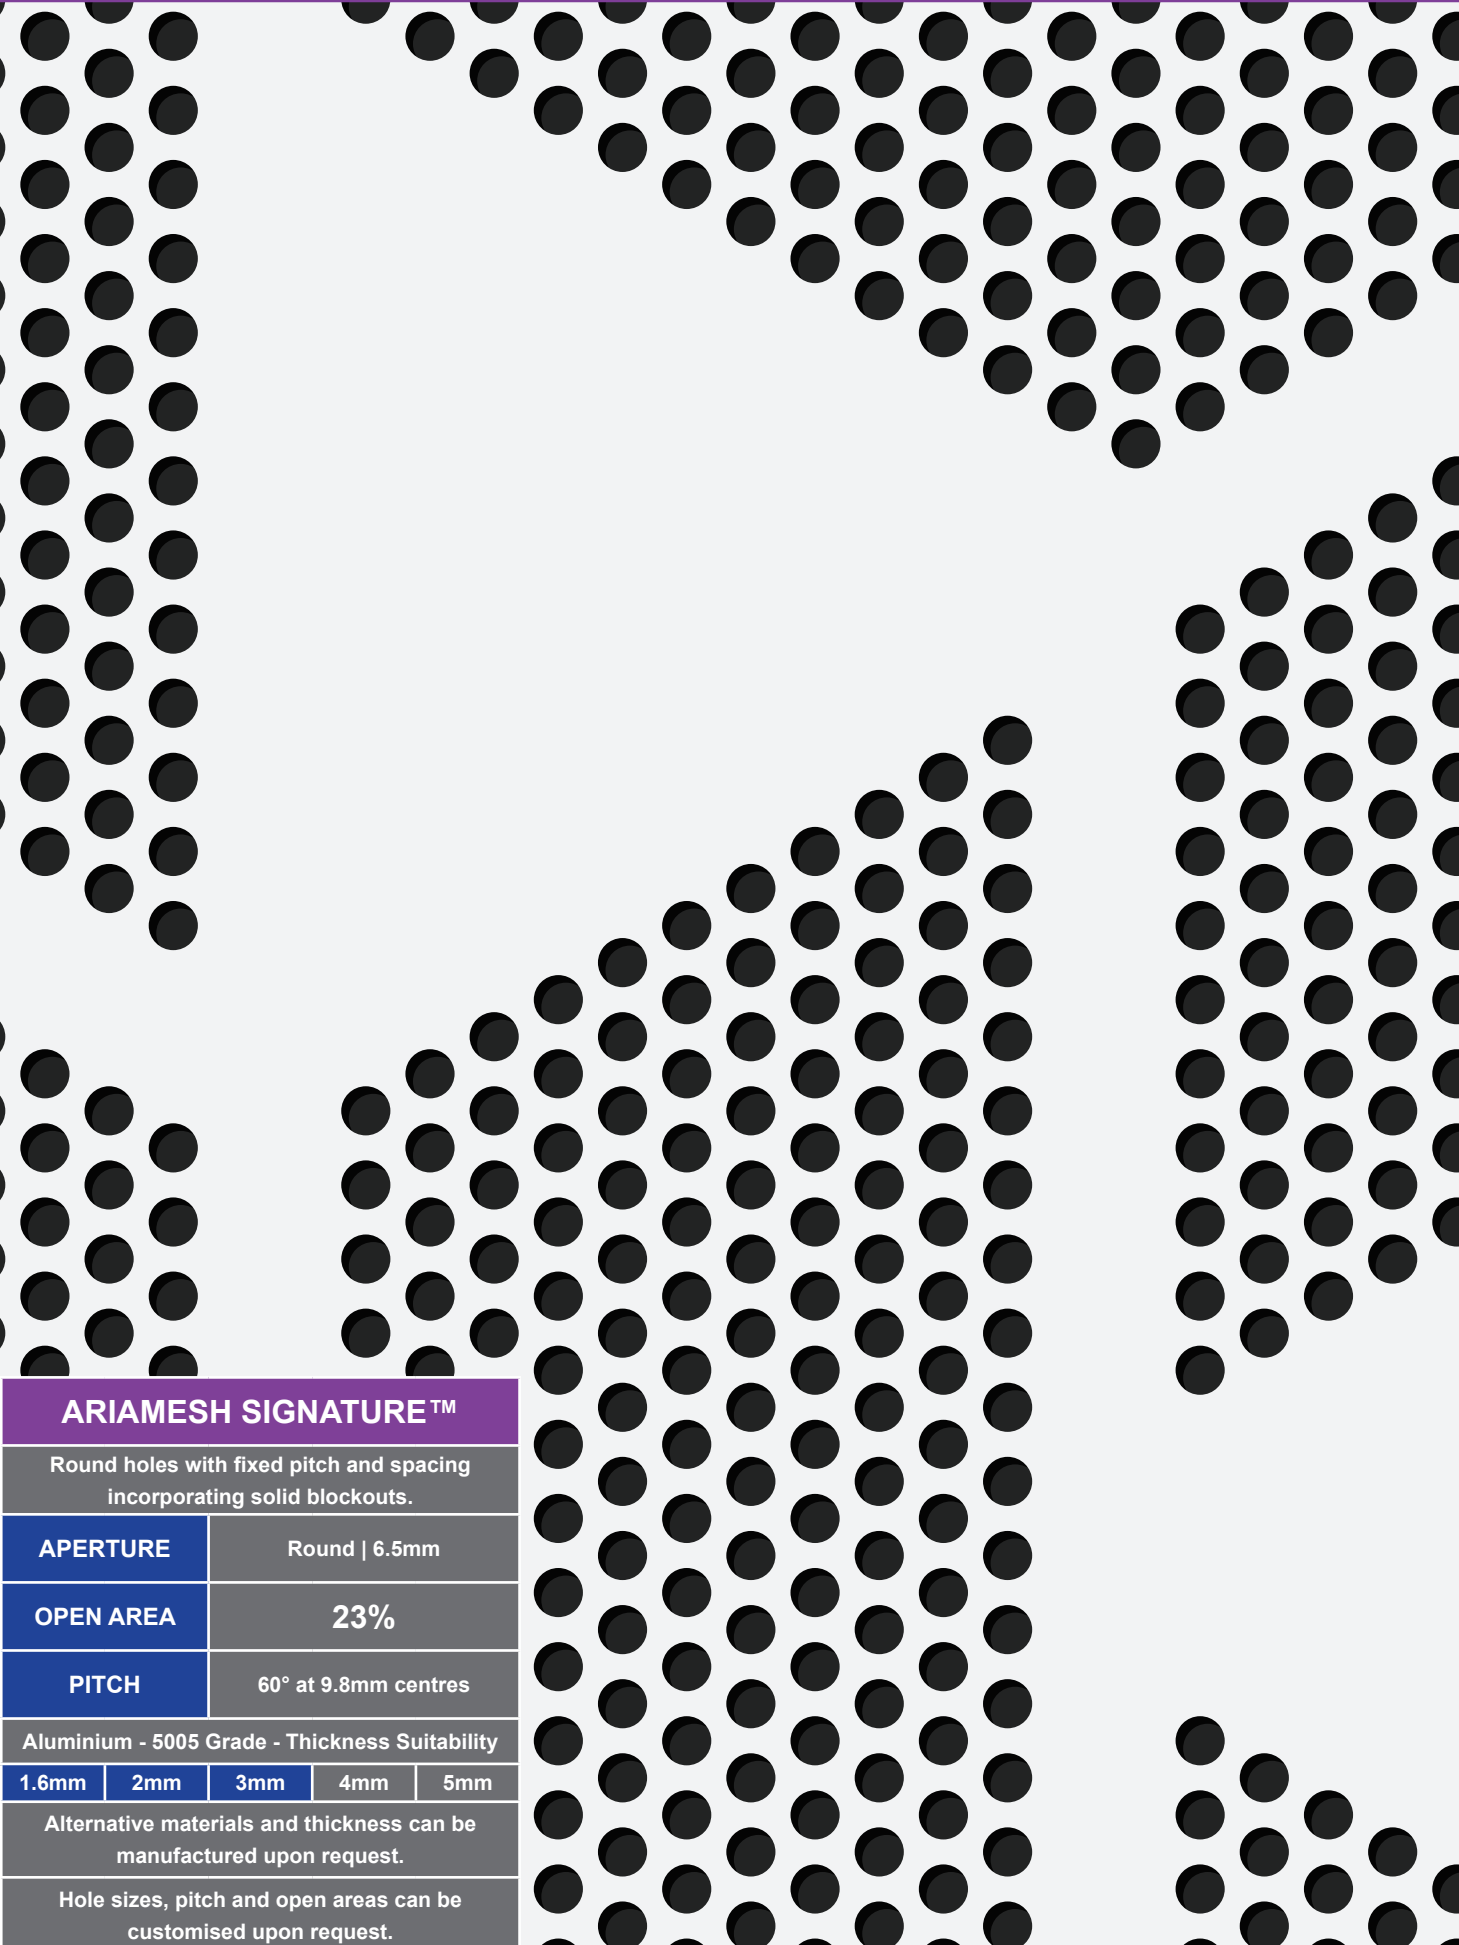 ARIAMESH SIGNATURE™
Round holes with fixed pitch and spacing
incorporating solid blockouts.
APERTURE Round | 6.5mm
OPEN AREA 23%
PITCH 60° at 9.8mm centres
Aluminium - 5005 Grade - Thickness Suitability
1.6mm 2mm 3mm 4mm 5mm
Alternative materials and thickness can be
manufactured upon request.
Hole sizes, pitch and open areas can be
customised upon request.